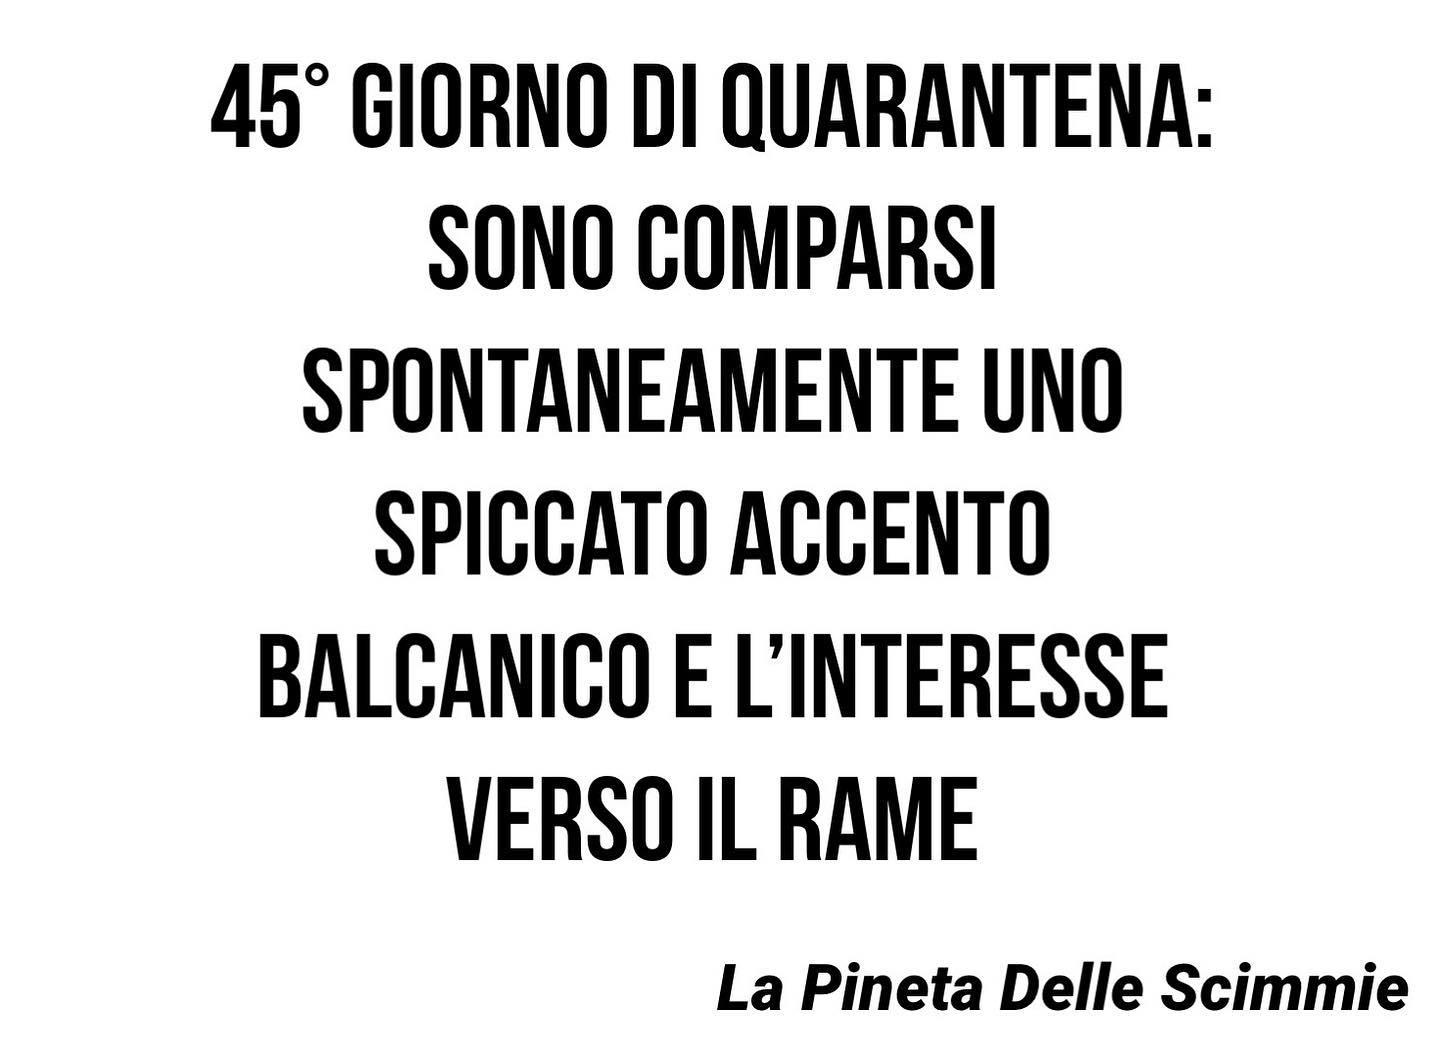 45° GIORNO DI QUARANTENA:
SONO COMPARSI
SPONTANEAMENTE UNO
SPICCATO ACCENTO
BALCANICO E L’INTERESSE
VERSO IL RAME
La Pineta Delle Scimmie